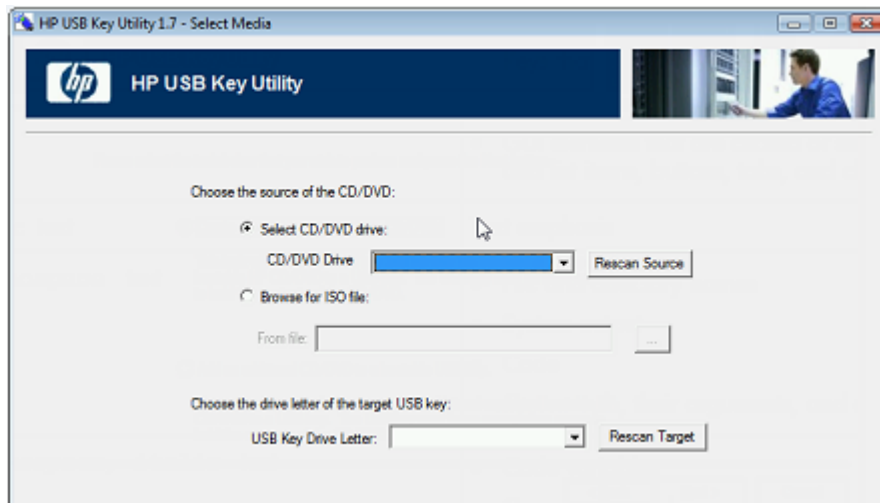 HP USB Key Utility 1.7 - Select Media
hp HP USB Key Utility
Choose the source of the CD/DVD:
Select CD/DVD drive:
CD/DVD Drive Rescan Source
Browse for ISO file:
From file: ...
Choose the drive letter of the target USB key:
USB Key Drive Letter: Rescan Target